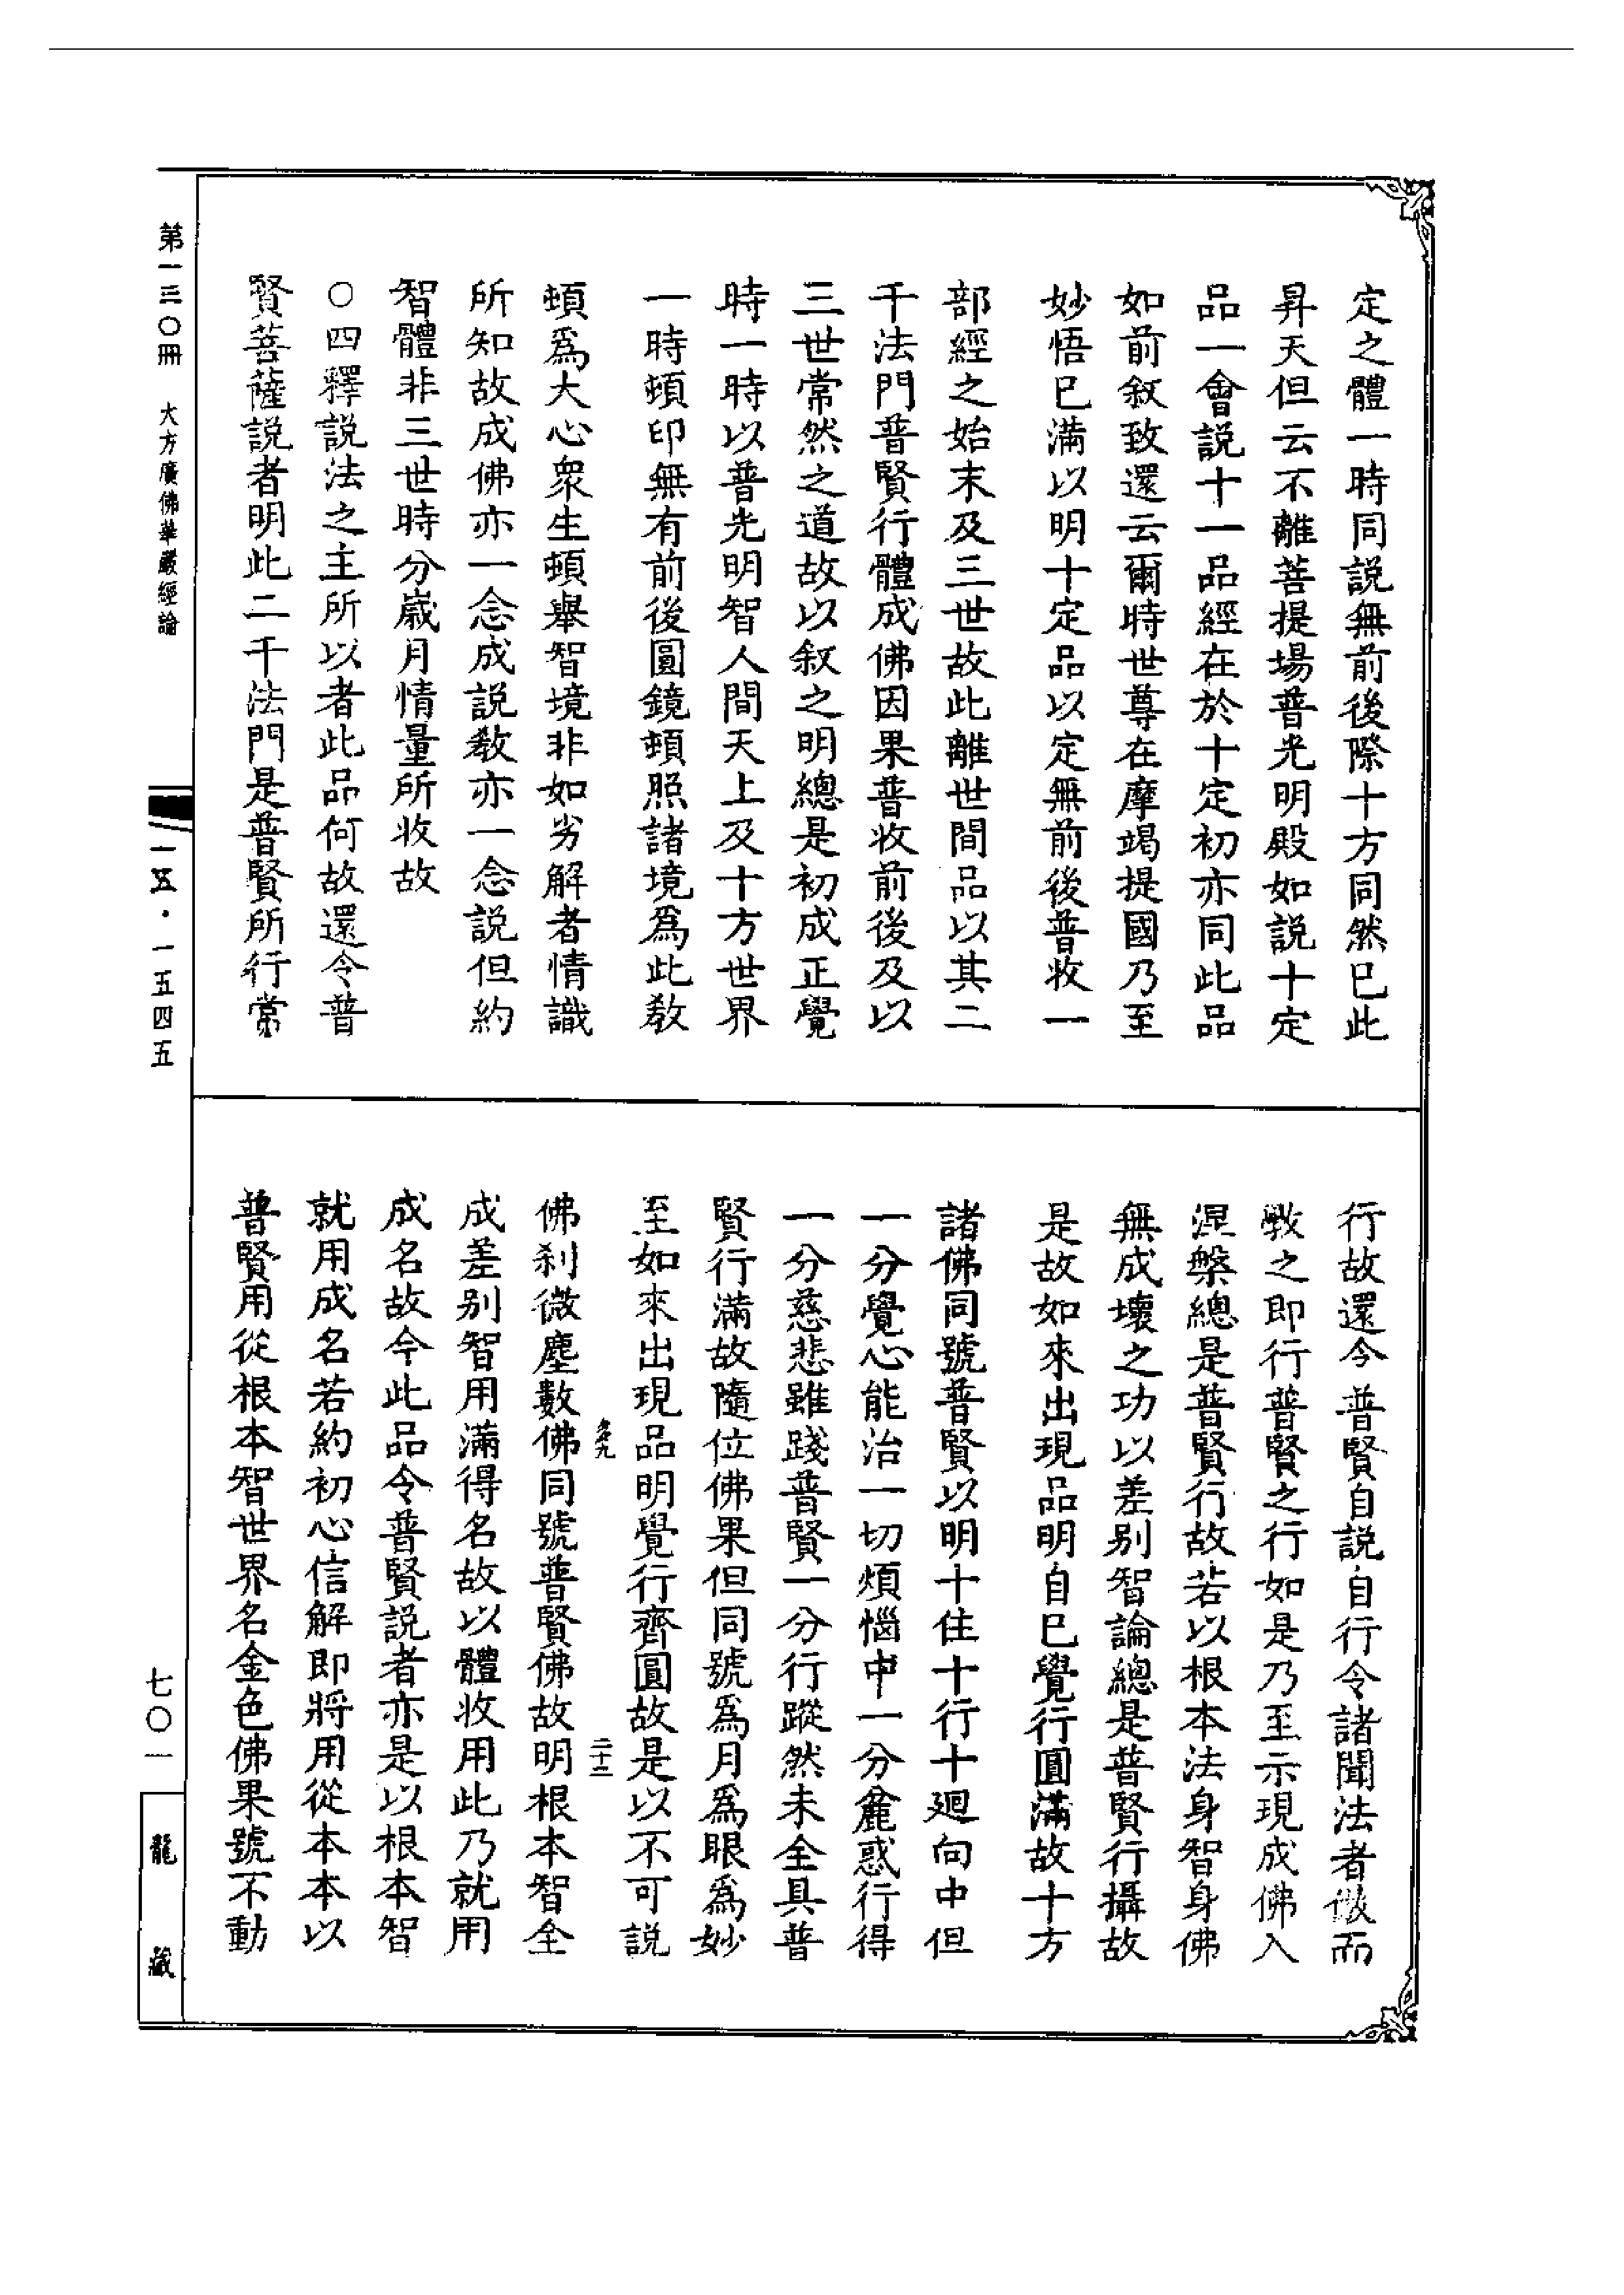 定之體一時同説無前後際十方同然已此
昇天但云不離菩提場普光明殿如説十定
品一會説十一品經在於十定初亦同此品
如前叙致還云爾時世尊在摩竭提國乃至
妙悟已滿以明十定品以定無前後普收一
部經之始末及三世故此離世間品以其二
千法門普賢行體成佛因果普收前後及以
三世常然之道故以叙之明總是初成正覺
時一時以普光明智人間天上及十方世界
一時頓印無有前後圓鏡頓照諸境爲此教
頓爲大心衆生頓舉智境非如劣解者情識
所知故成佛亦一念成説教亦一念説但約
智體非三世時分歲月情量所收故
〇四釋説法之主所以者此品何故還令普
賢菩薩説者明此二千法門是普賢所行常
行故還令普賢自説自行令諸聞法者倣而
斆之即行普賢之行如是乃至示現成佛入
涅槃總是普賢行故若以根本法身智身佛
無成壞之功以差别智論總是普賢行攝故
是故如來出現品明自已覺行圓滿故十方
諸佛同號普賢以明十住十行十廻向中但
一分覺心能治一切煩惱中一分麄惑行得
一分慈悲雖踐普賢一分行蹤然未全具普
賢行滿故隨位佛果但同號爲月爲眼爲妙
至如來出現品明覺行齊圓故是以不可説
佛刹微塵數佛同號普賢佛故明根本智全
成差别智用滿得名故以體收用此乃就用
成名故今此品令普賢説者亦是以根本智
就用成名若約初心信解即將用從本本以
普賢用從根本智世界名金色佛果號不動
二十二
第一三〇冊 大方廣佛華嚴經論
一五·一五四五
七〇一
龍藏